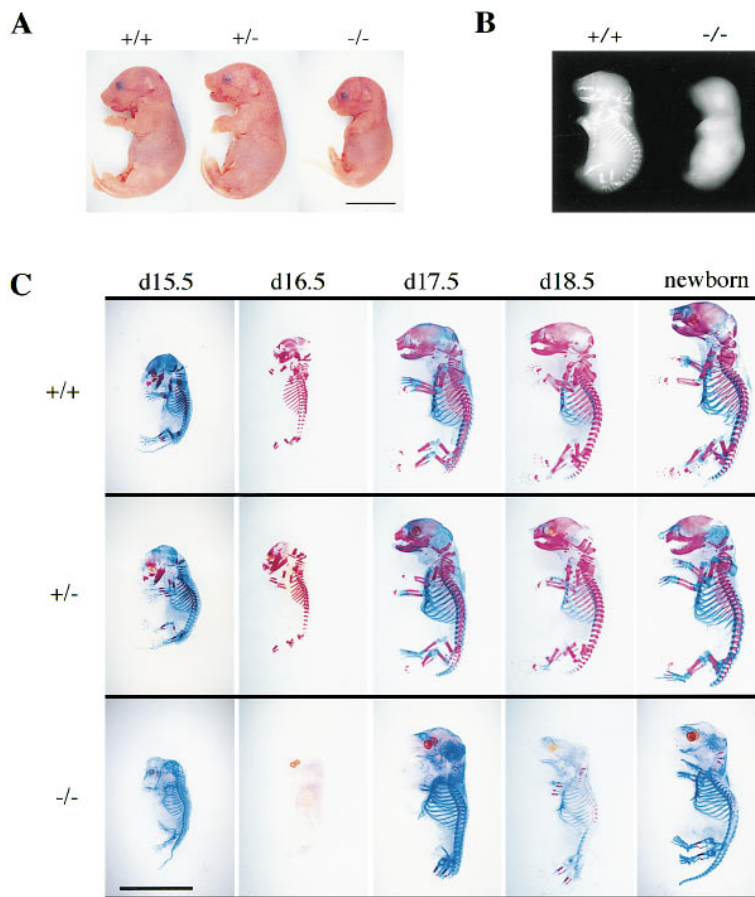 A
+/+ +/- -/-
B
+/+ -/-
C
d15.5 d16.5 d17.5 d18.5 newborn
+/+
+/-
-/-